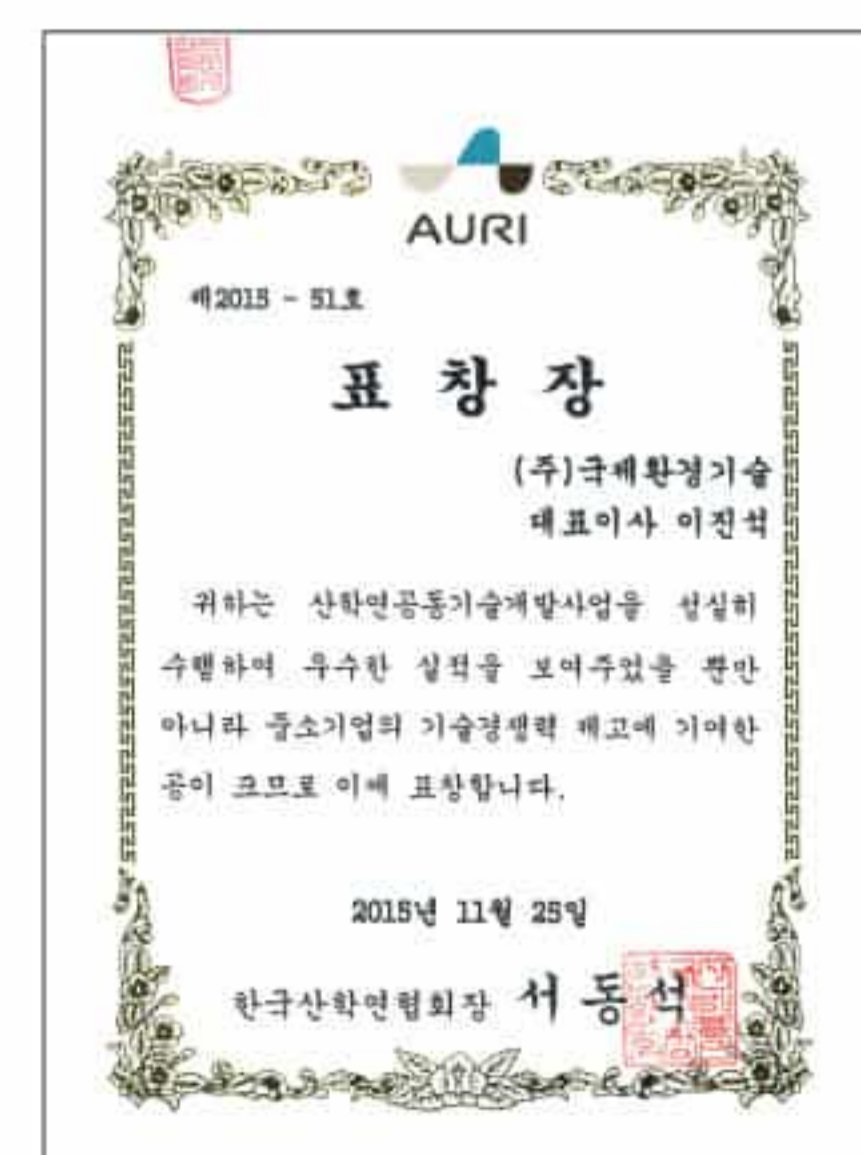 AURI
제2015 - 51호
표 창 장
(주)국제환경기술
대표이사 이진석
귀하는 산학연공동기술개발사업을 성실히
수행하여 우수한 실적을 보여주었을 뿐만
아니라 중소기업의 기술경쟁력 제고에 기여한
공이 크므로 이에 표창합니다.
2015년 11월 25일
한국산학연협회장 서 동 석